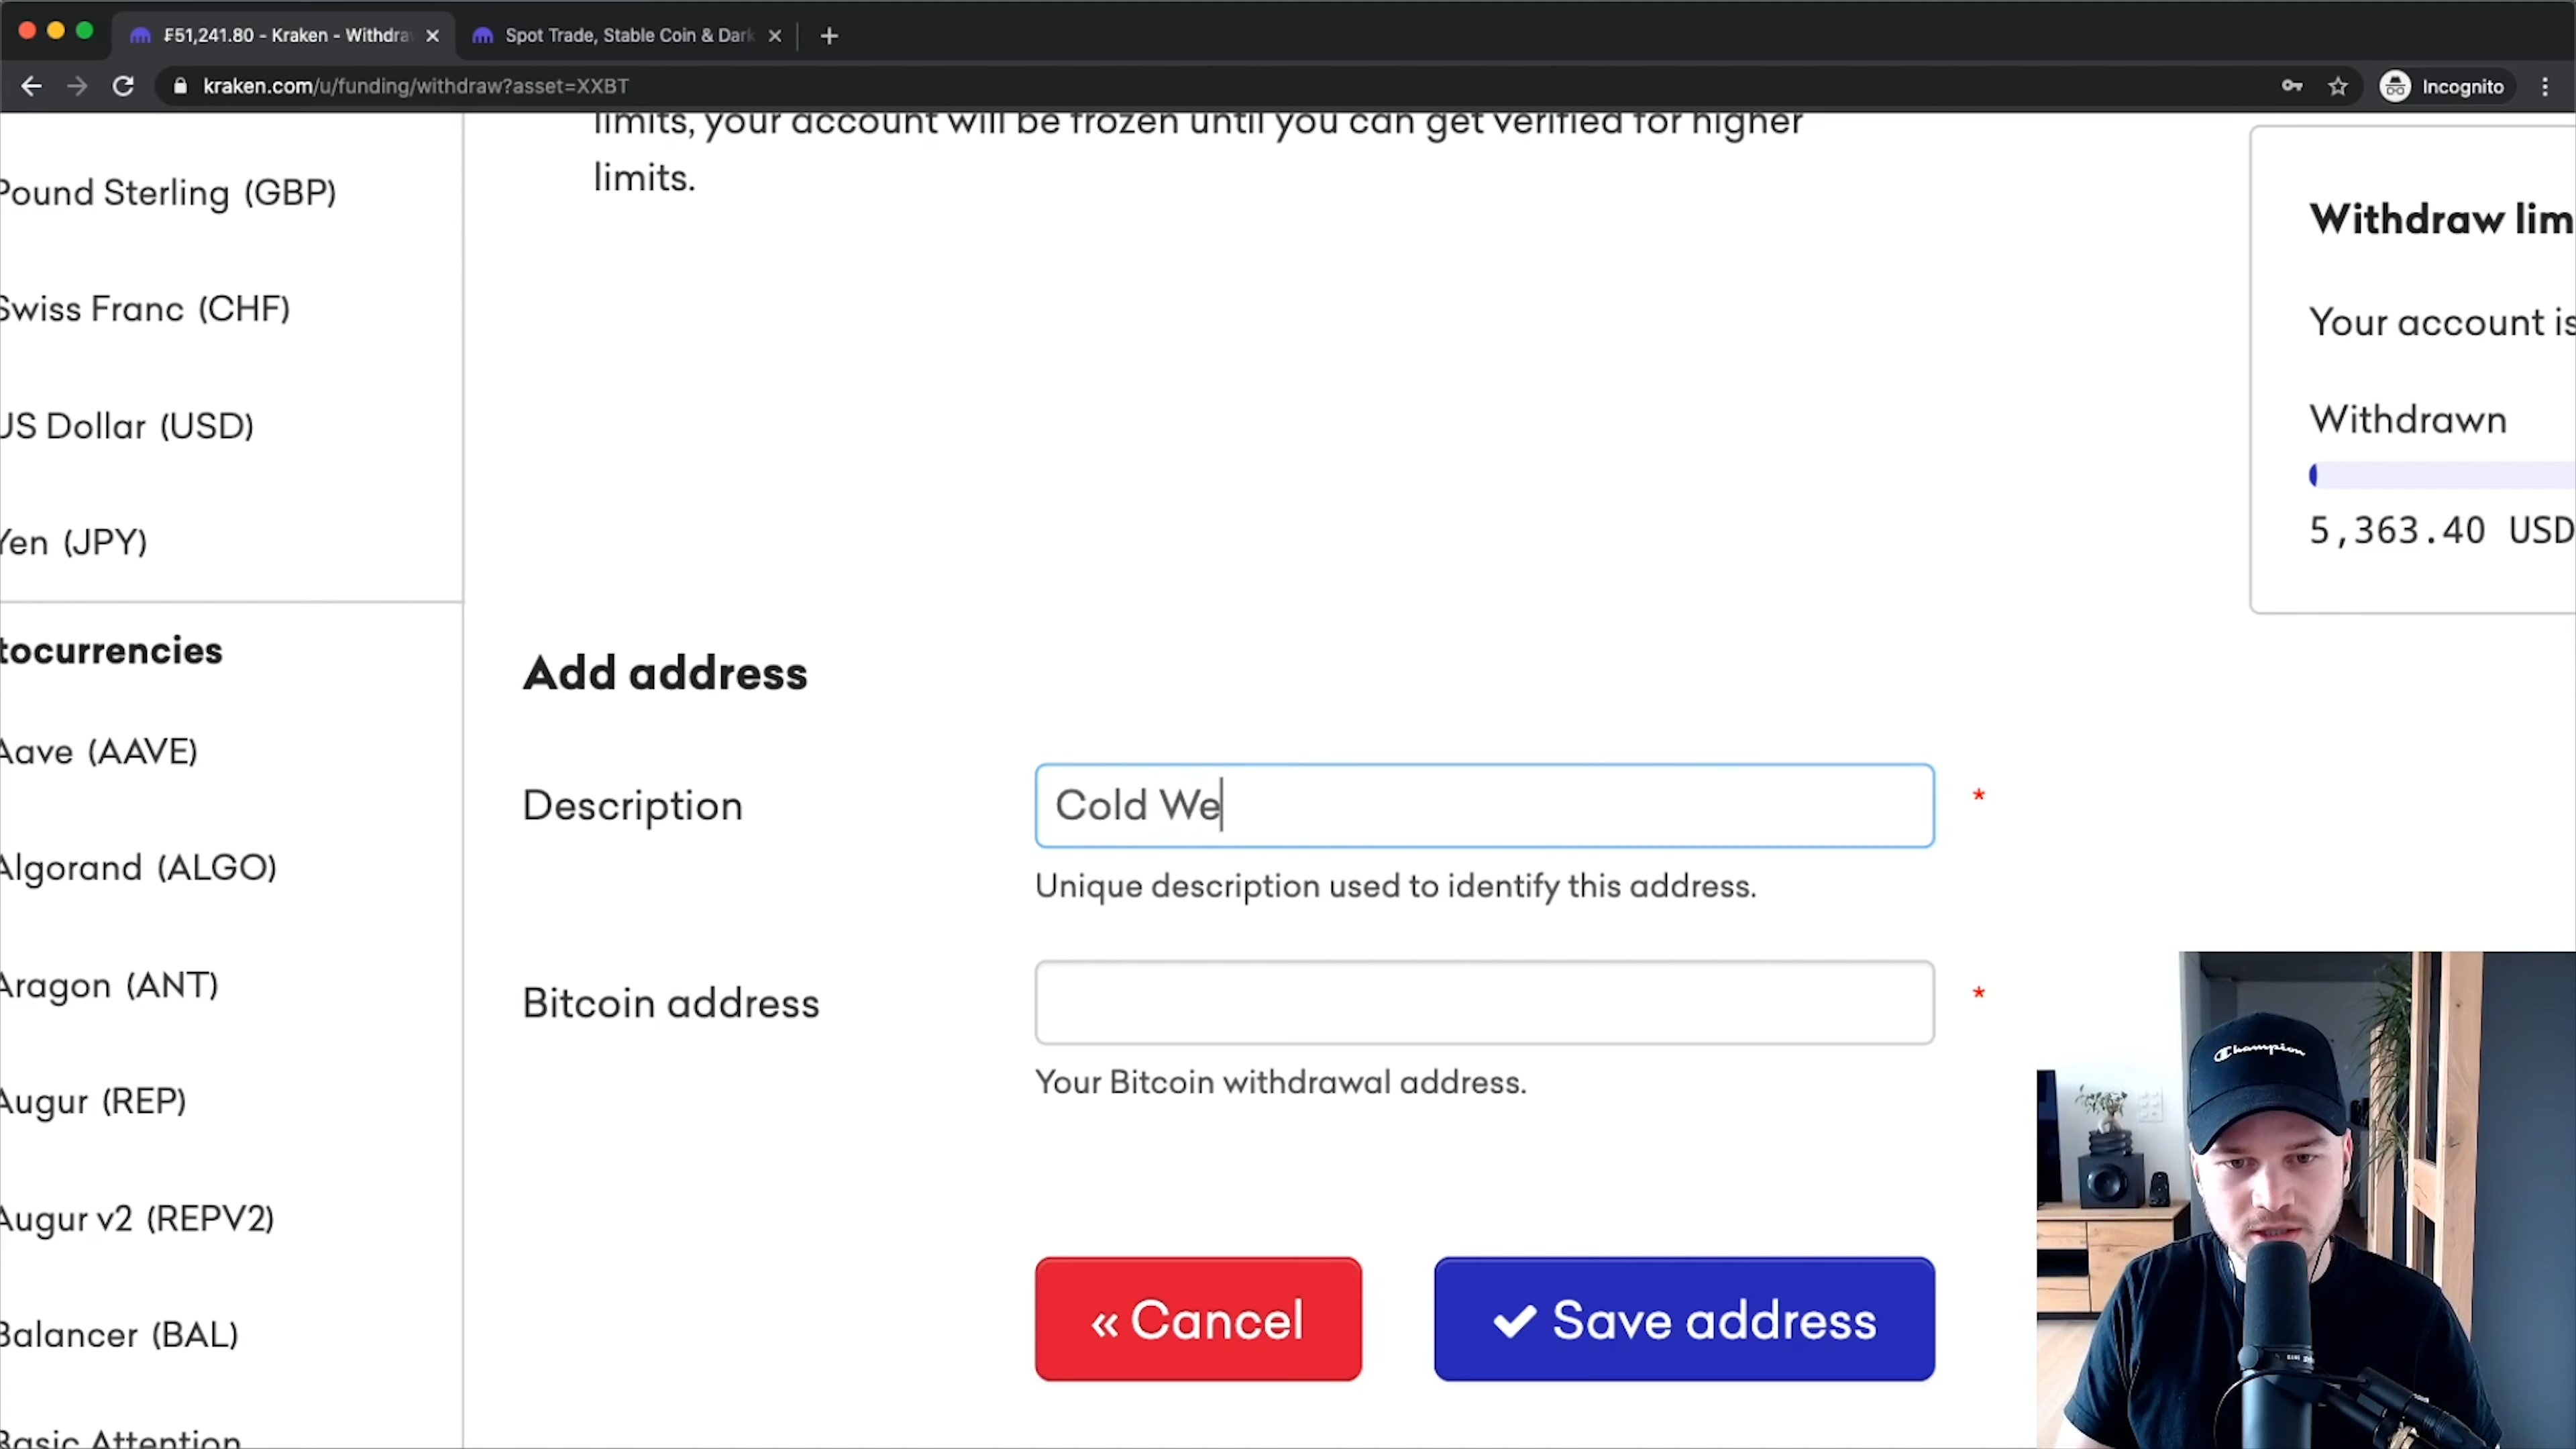 ₣51,241.80 - Kraken - Withdra
Spot Trade, Stable Coin & Dark
kraken.com/u/funding/withdraw?asset=XXBT
Incognito
limits, your account will be frozen until you can get verified for higher
limits.
Pound Sterling (GBP)
Swiss Franc (CHF)
US Dollar (USD)
Yen (JPY)
tocurrencies
Aave (AAVE)
Algorand (ALGO)
Aragon (ANT)
Augur (REP)
Augur v2 (REPV2)
Balancer (BAL)
Basic Attention
Withdraw lim
Your account is
Withdrawn
5,363.40 USD
Add address
Description
Cold We
*
Unique description used to identify this address.
Bitcoin address
*
Your Bitcoin withdrawal address.
« Cancel
✓ Save address
Champion